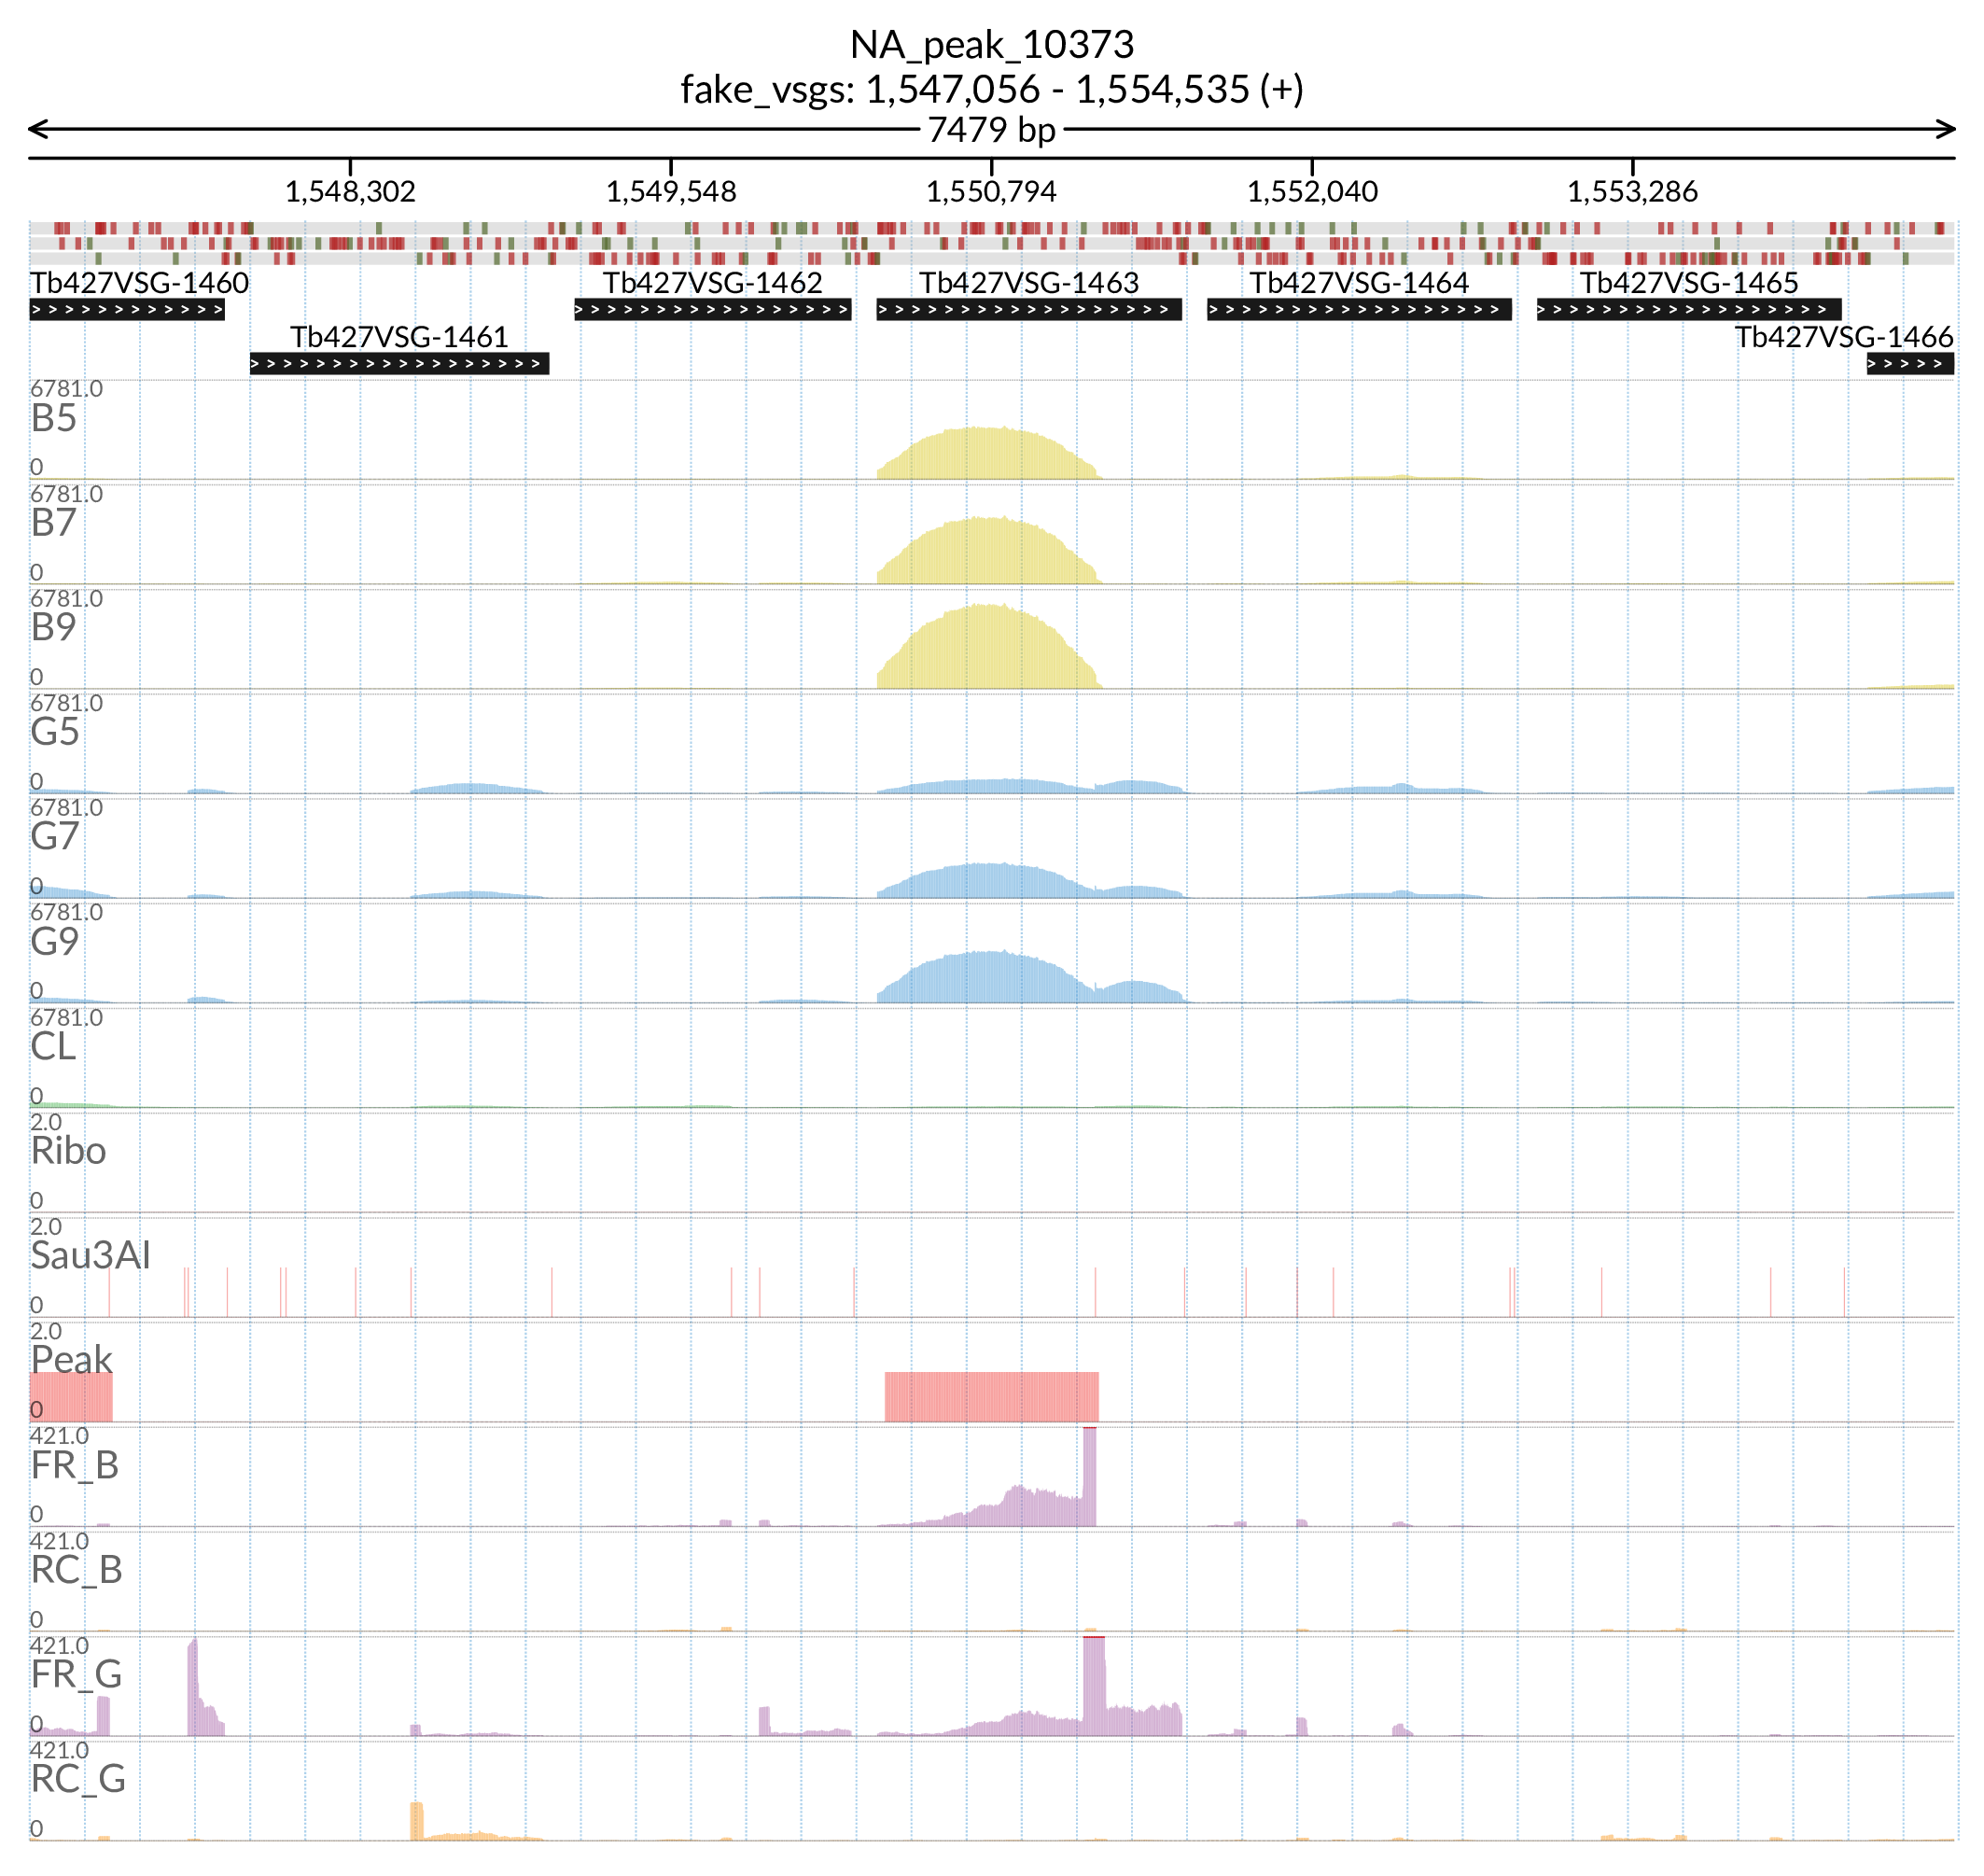 NA_peak_10373
fake_vsgs: 1,547,056 - 1,554,535 (+)
7479 bp
1,548,302 1,549,548 1,550,794 1,552,040 1,553,286
Tb427VSG-1460 Tb427VSG-1462 Tb427VSG-1463 Tb427VSG-1464 Tb427VSG-1465
Tb427VSG-1461 Tb427VSG-1466
6781.0
B5
0
6781.0
B7
0
6781.0
B9
0
6781.0
G5
0
6781.0
G7
0
6781.0
G9
0
6781.0
CL
0
2.0
Ribo
0
2.0
Sau3AI
0
2.0
Peak
0
421.0
FR_B
0
421.0
RC_B
0
421.0
FR_G
0
421.0
RC_G
0